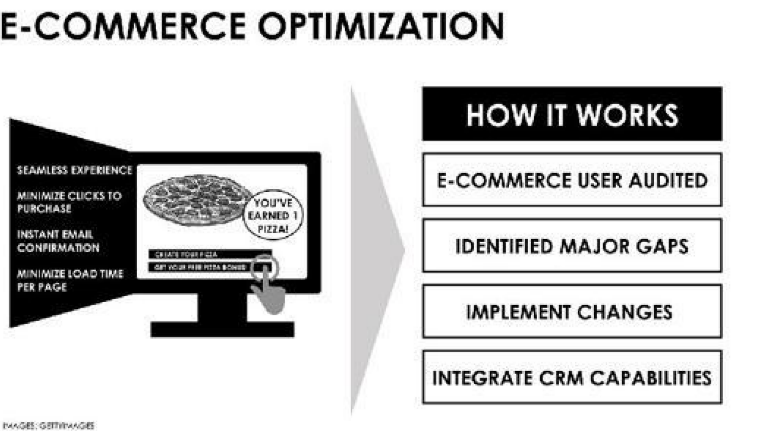 E-COMMERCE OPTIMIZATION
SEAMLESS EXPERIENCE
MINIMIZE CLICKS TO
PURCHASE
INSTANT EMAIL
CONFIRMATION
MINIMIZE LOAD TIME
PER PAGE
YOU'VE
EARNED 1
PIZZA!
CREATE YOUR PIZZA
GET YOUR FREE PIZZA BONUS!
HOW IT WORKS
E-COMMERCE USER AUDITED
IDENTIFIED MAJOR GAPS
IMPLEMENT CHANGES
INTEGRATE CRM CAPABILITIES
IMAGES: GETTYIMAGES